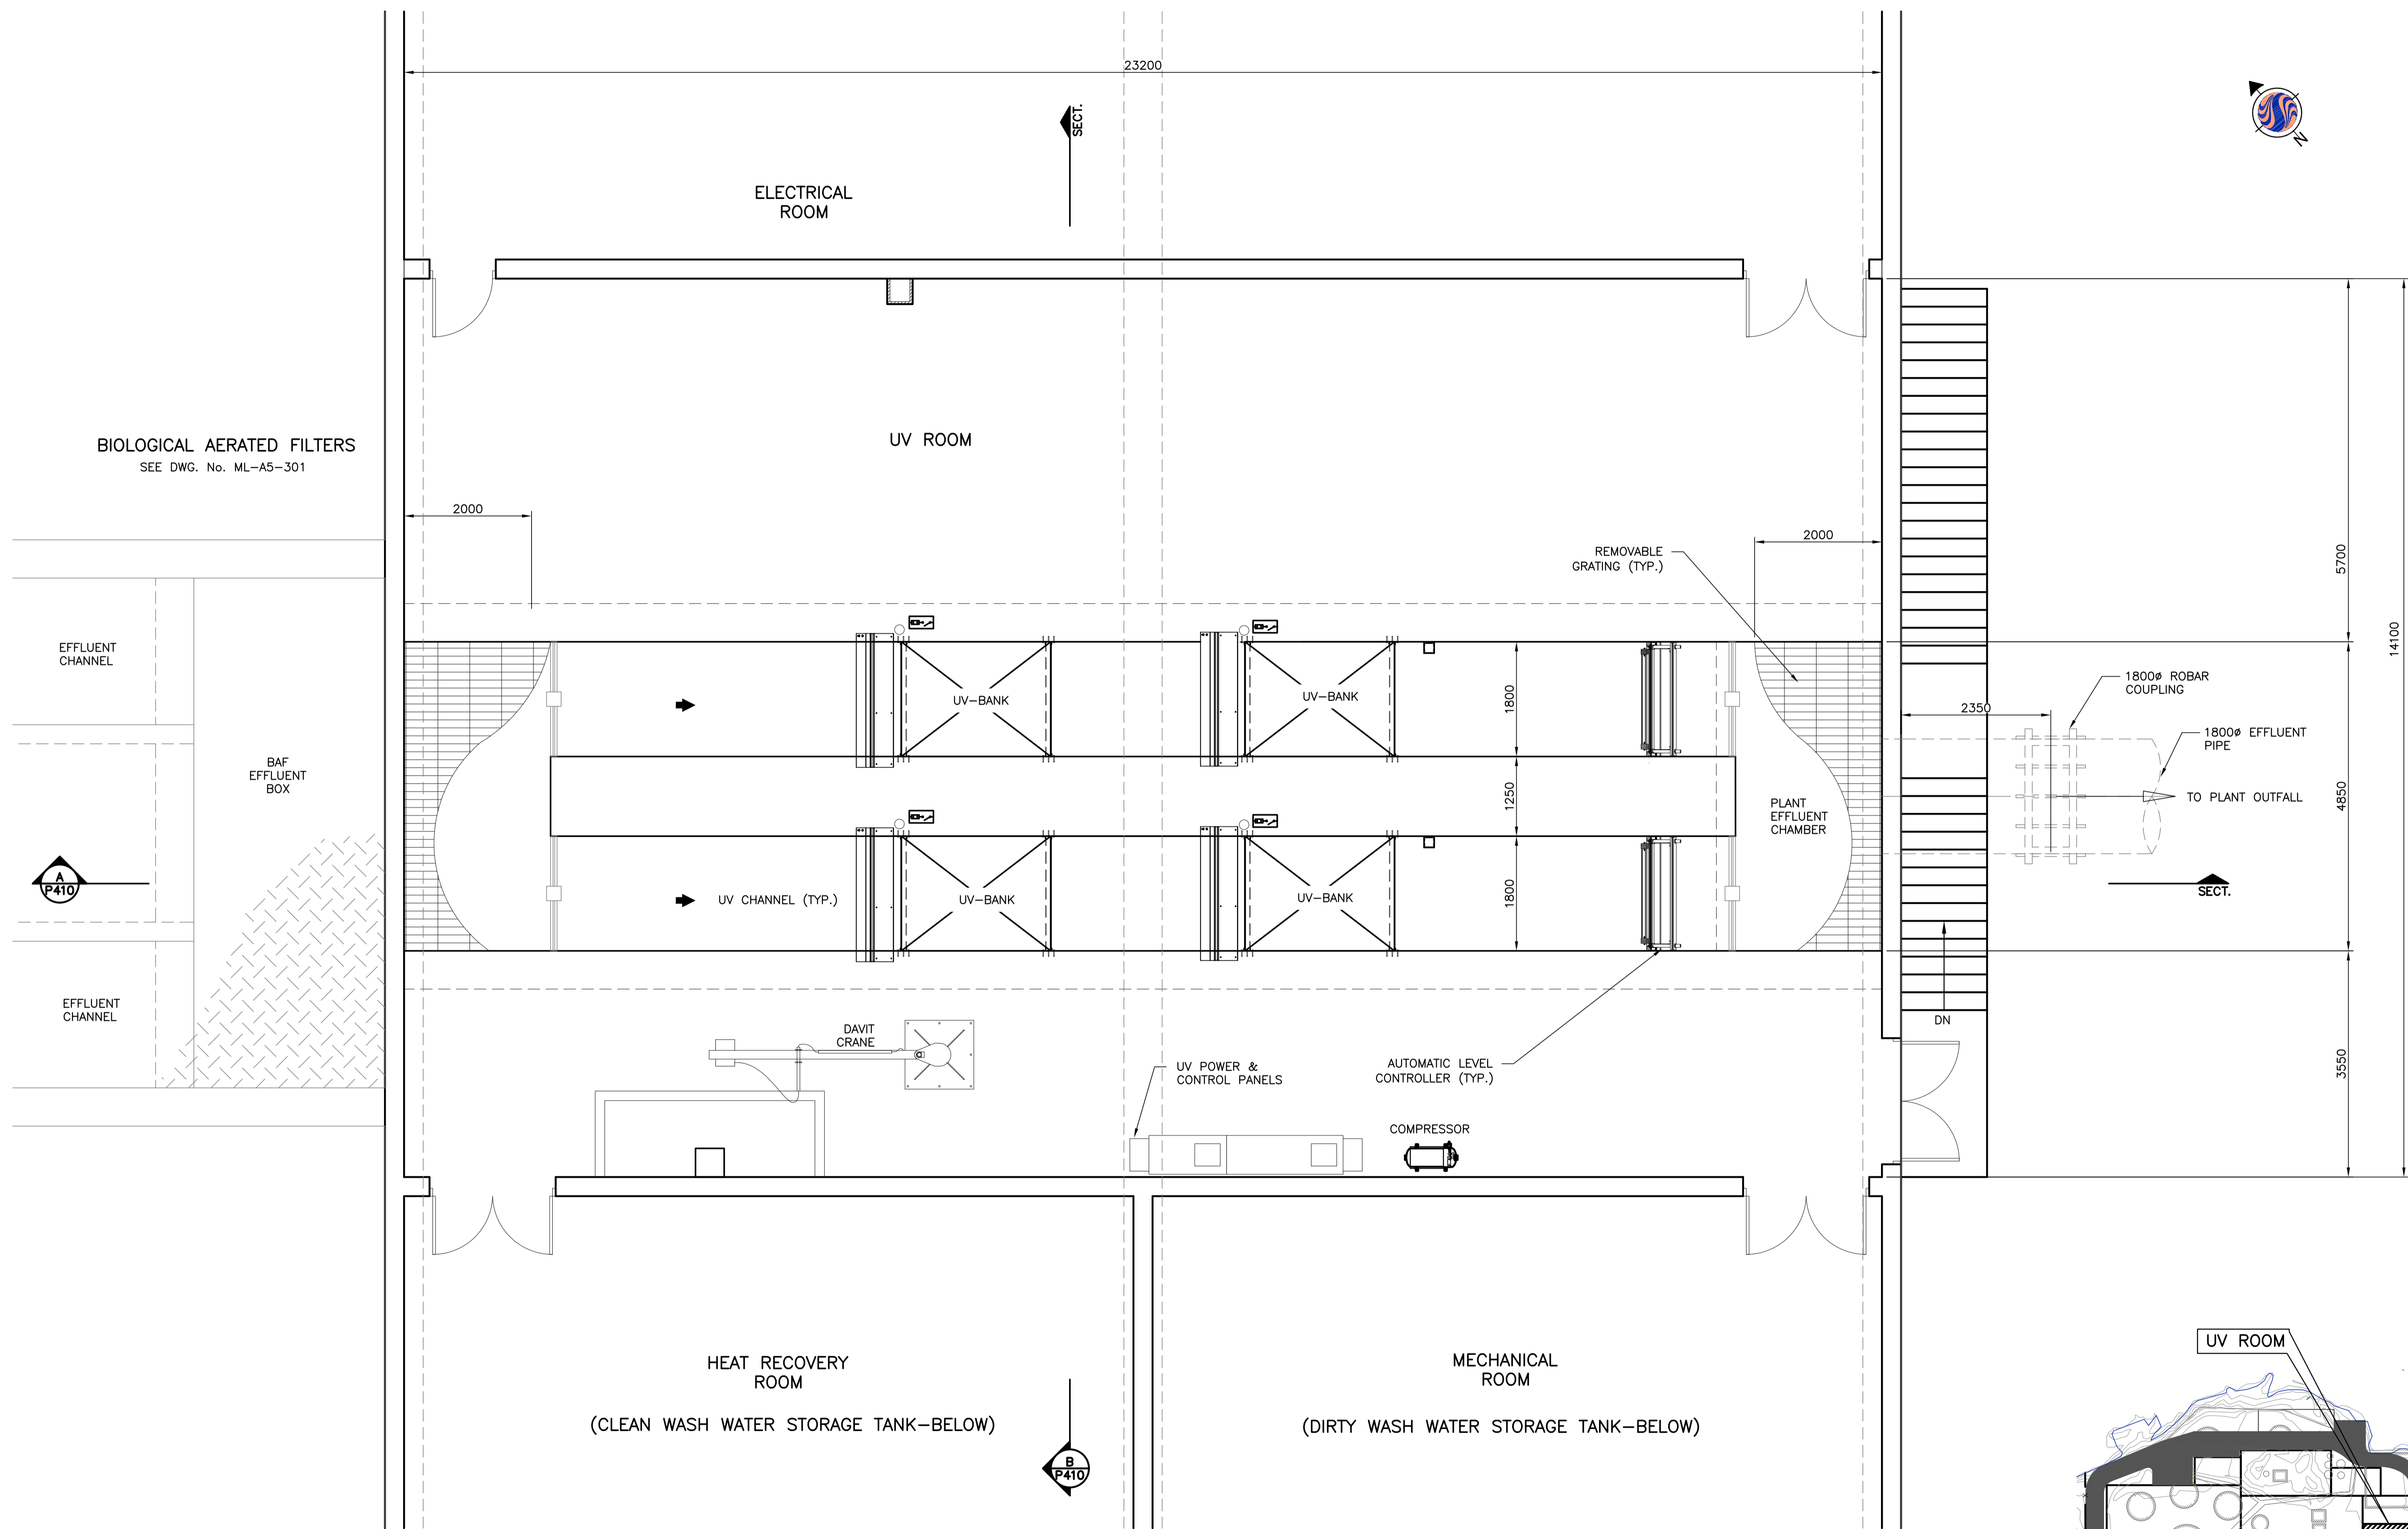 23200
SECT.
N
ELECTRICAL
ROOM
UV ROOM
BIOLOGICAL AERATED FILTERS
SEE DWG. No. ML-A5-301
2000
2000
REMOVABLE
GRATING (TYP.)
5700
14100
EFFLUENT
CHANNEL
UV-BANK
UV-BANK
1800
1800ø ROBAR
COUPLING
2350
1800ø EFFLUENT
PIPE
BAF
EFFLUENT
BOX
1250
PLANT
EFFLUENT
CHAMBER
TO PLANT OUTFALL
4850
A
P410
UV CHANNEL (TYP.)
UV-BANK
UV-BANK
1800
SECT.
EFFLUENT
CHANNEL
DN
DAVIT
CRANE
UV POWER &
CONTROL PANELS
AUTOMATIC LEVEL
CONTROLLER (TYP.)
3550
COMPRESSOR
HEAT RECOVERY
ROOM
(CLEAN WASH WATER STORAGE TANK-BELOW)
MECHANICAL
ROOM
(DIRTY WASH WATER STORAGE TANK-BELOW)
B
P410
UV ROOM